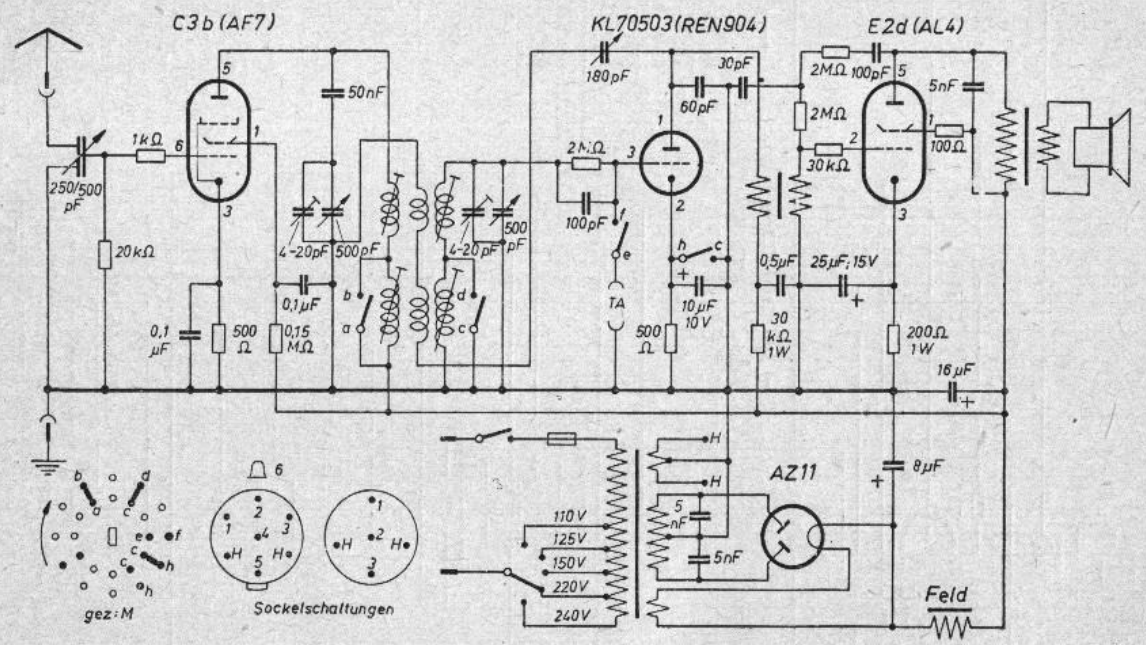 C3b (AF7)
KL70503 (REN904)
E2d (AL4)
5
1kΩ
6
1
3
250/500
pF
20kΩ
50nF
4-20pF
500pF
0,1µF
0,1
µF
500
Ω
0,15
MΩ
b
a
d
c
4-20pF
500
pF
180pF
2MΩ
100pF
f
e
TA
3
1
2
60pF
30pF
h
c
+
10µF
10V
500
Ω
2MΩ
100pF
2MΩ
30kΩ
5
2
1
3
100Ω
5nF
0,5µF
25µF;15V
+
30
kΩ
1W
200Ω
1W
16µF
+
8µF
+
H
H
AZ11
5
nF
5nF
110V
125V
150V
220V
240V
Feld
b
d
a
c
e
f
c
h
h
gez:M
6
1
2
3
4
H
H
5
1
H
2
H
3
Sockelschaltungen